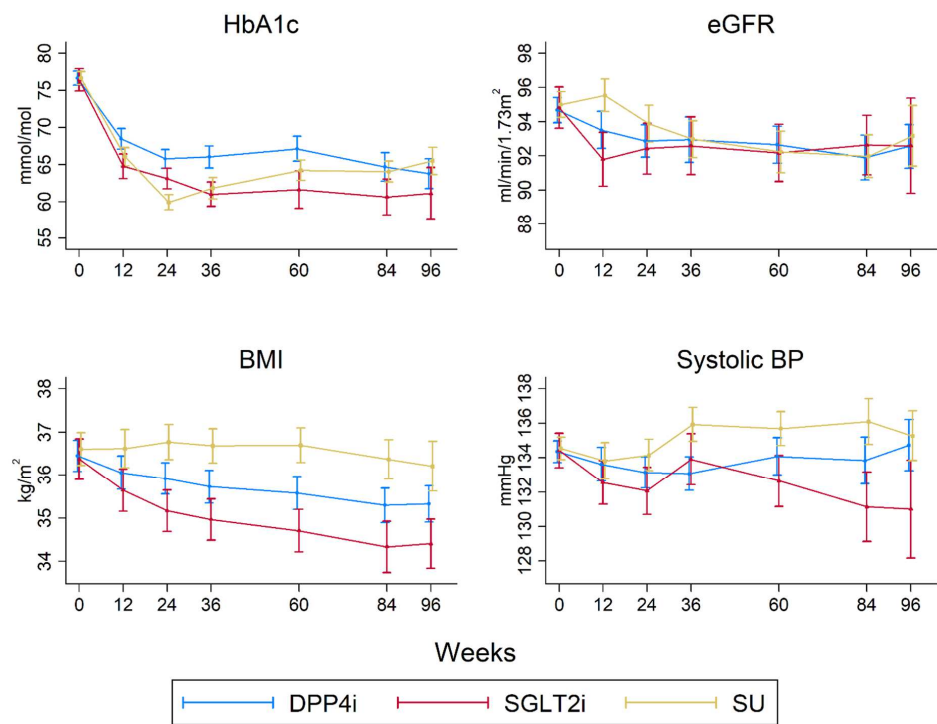 HbA1c
mmol/mol
80
75
70
65
60
55
0 12 24 36 60 84 96
eGFR
ml/min/1.73m²
98
96
94
92
90
88
0 12 24 36 60 84 96
BMI
kg/m²
38
37
36
35
34
0 12 24 36 60 84 96
Systolic BP
mmHg
138
136
134
132
130
128
0 12 24 36 60 84 96
Weeks
DPP4i SGLT2i SU